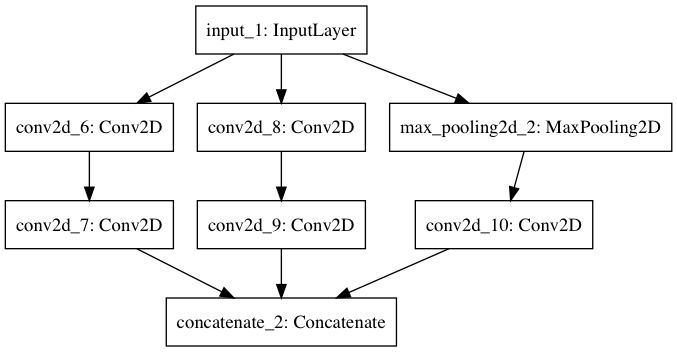 input_1: InputLayer
conv2d_6: Conv2D
conv2d_8: Conv2D
max_pooling2d_2: MaxPooling2D
conv2d_7: Conv2D
conv2d_9: Conv2D
conv2d_10: Conv2D
concatenate_2: Concatenate